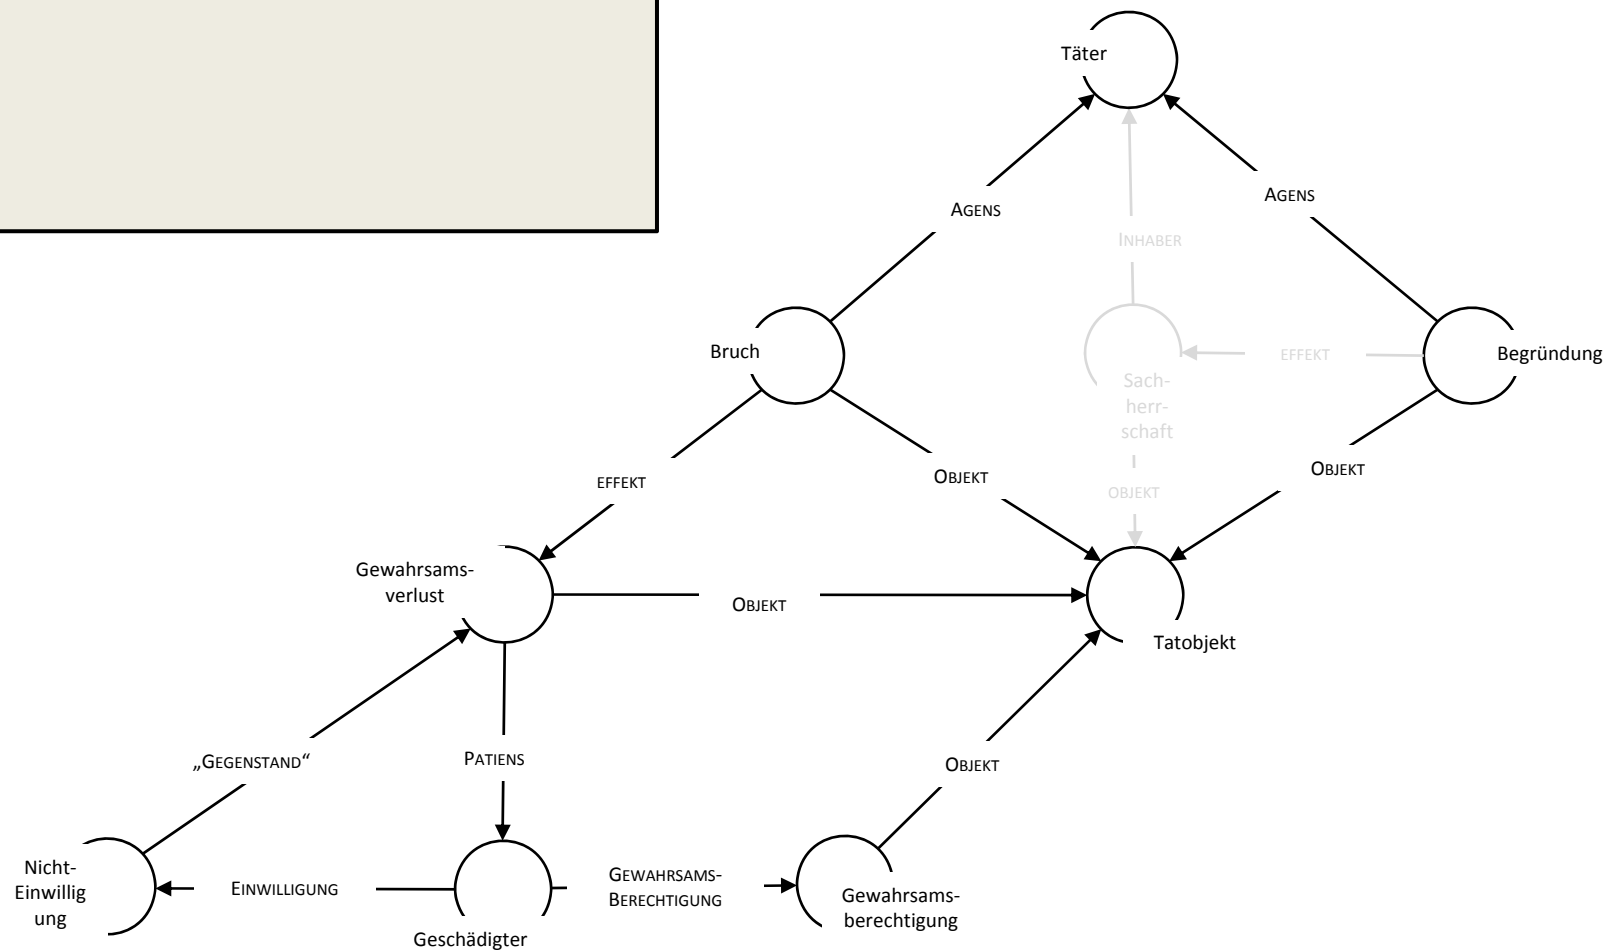 Täter
AGENS
AGENS
INHABER
Bruch
EFFEKT
Begründung
Sach-
herr-
schaft
EFFEKT
OBJEKT
OBJEKT
OBJEKT
Gewahrsams-
verlust
OBJEKT
Tatobjekt
„GEGENSTAND“
PATIENS
OBJEKT
Nicht-
Einwillig
ung
EINWILLIGUNG
GEWAHRSAMS-
BERECHTIGUNG
Gewahrsams-
berechtigung
Geschädigter